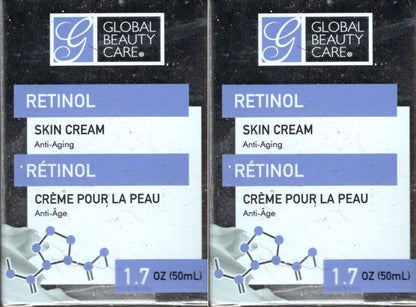 GLOBAL
BEAUTY
CARE®
RETINOL
SKIN CREAM
Anti-Aging
RÉTINOL
CRÈME POUR LA PEAU
Anti-Âge
1.7 OZ (50mL)
GLOBAL
BEAUTY
CARE®
RETINOL
SKIN CREAM
Anti-Aging
RÉTINOL
CRÈME POUR LA PEAU
Anti-Âge
1.7 OZ (50mL)